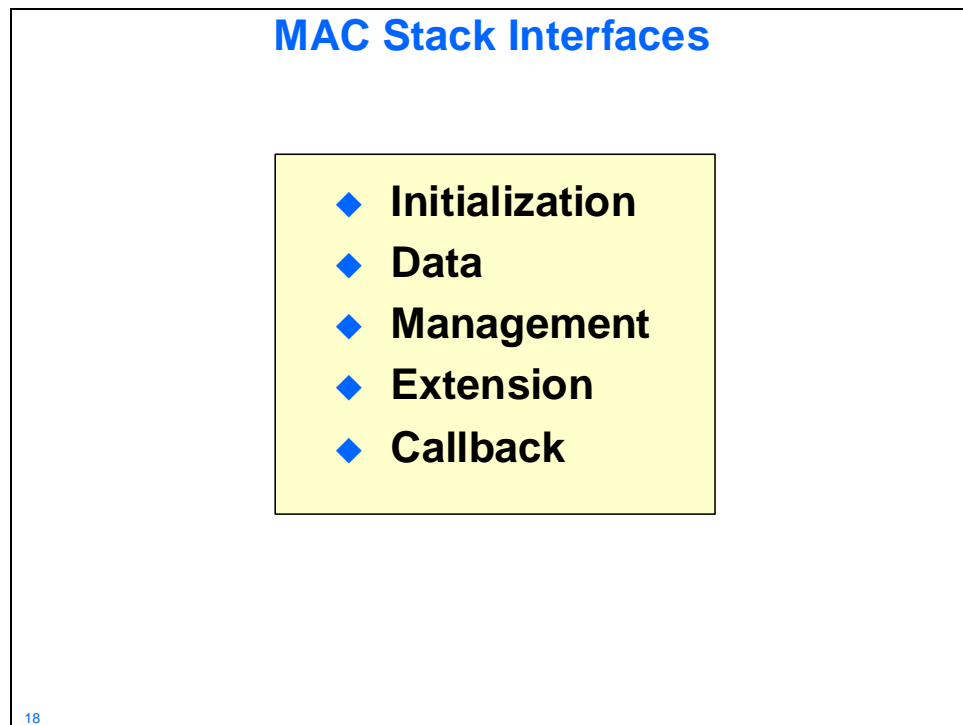 MAC Stack Interfaces
Initialization
Data
Management
Extension
Callback
18